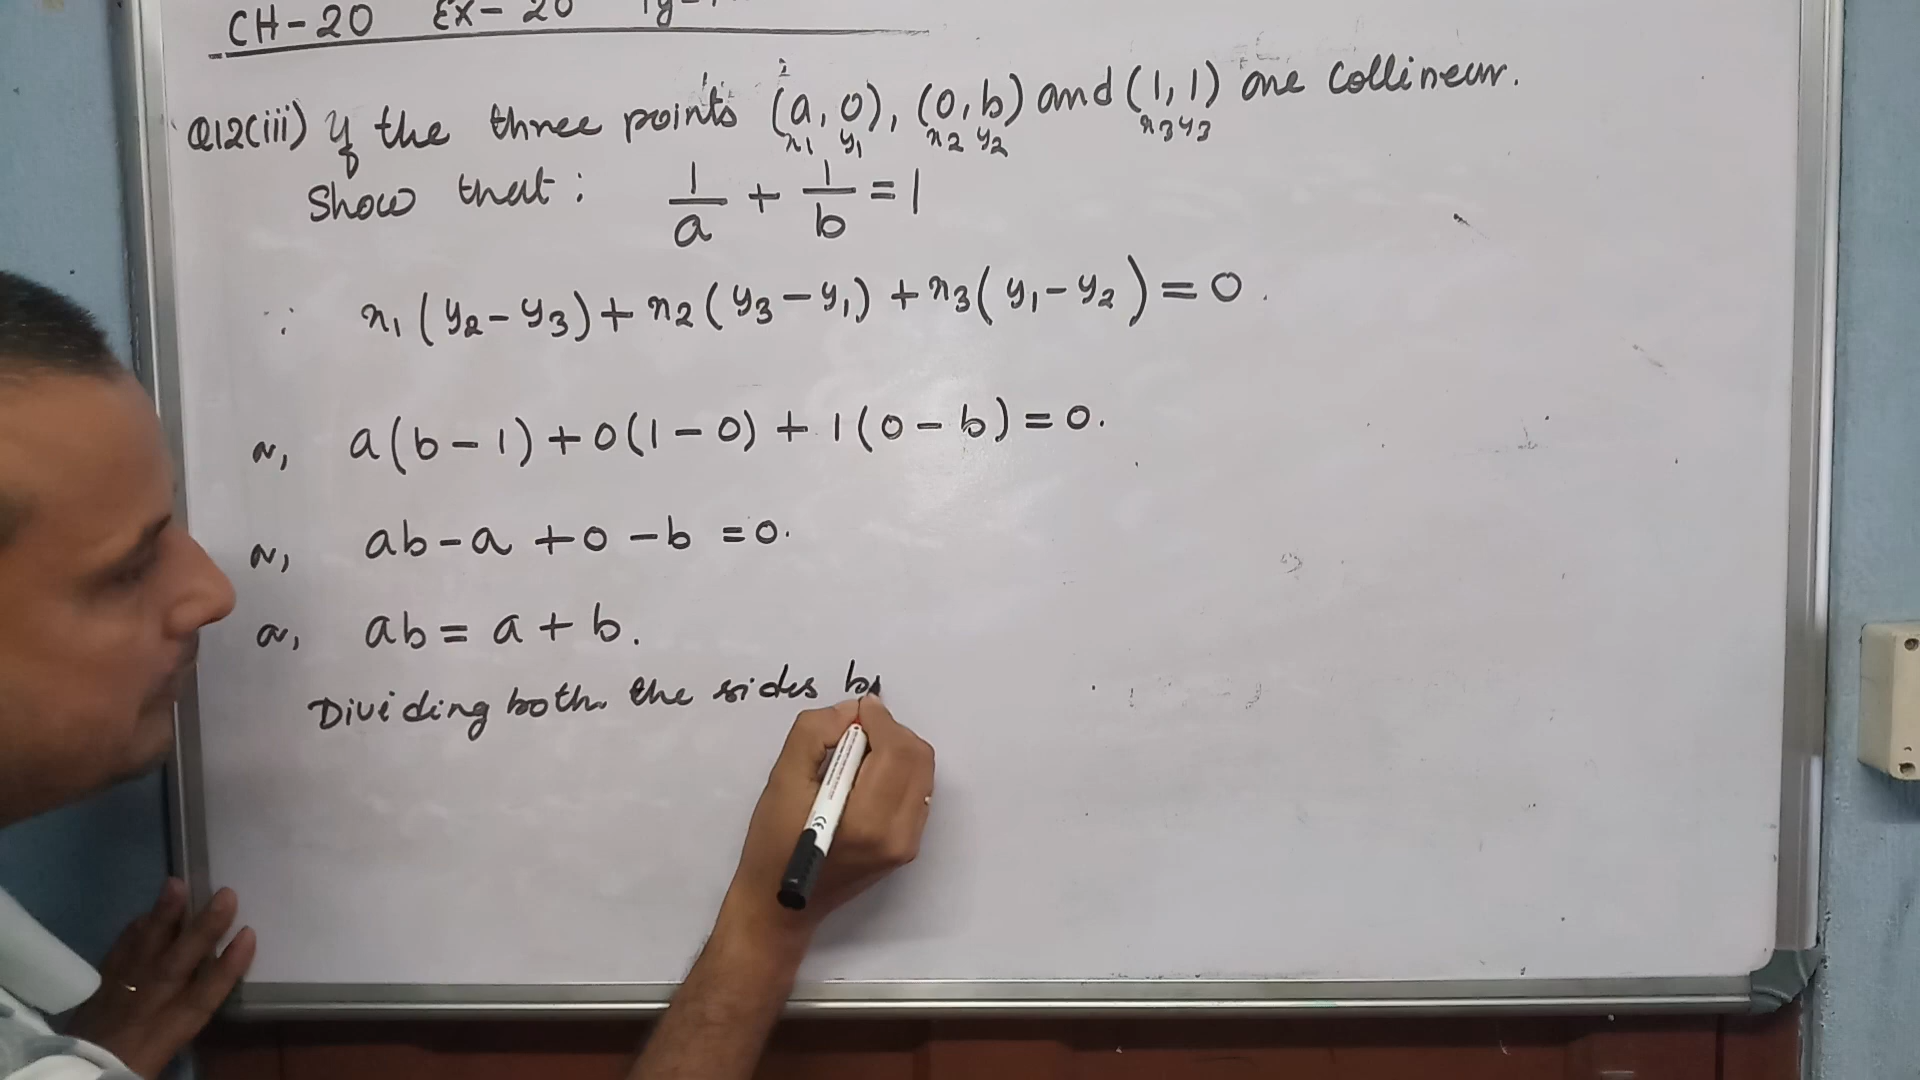 CH-20 EX-20
Q12(iii) If the three points (a, 0), (0, b) and (1, 1) are collinear.
x1 y1 x2 y2 x3 y3
Show that: 1/a + 1/b = 1
∵ x1(y2-y3) + x2(y3-y1) + x3(y1-y2) = 0.
or, a(b-1) + 0(1-0) + 1(0-b) = 0.
or, ab-a+0-b=0.
or, ab = a+b.
Dividing both the sides by